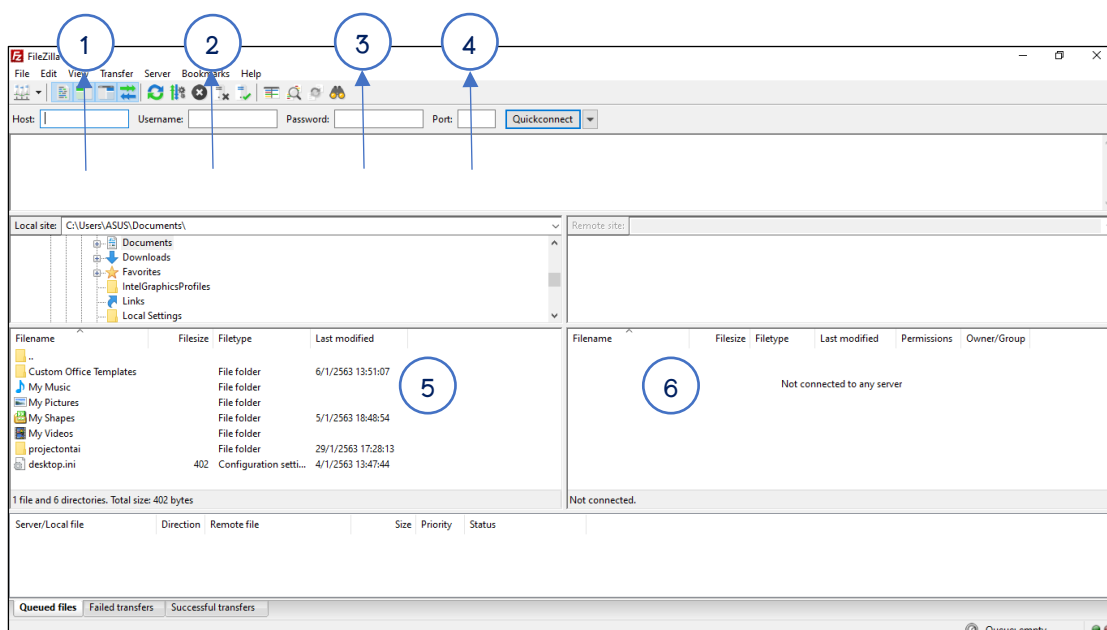 1 2 3 4
FileZilla
File Edit View Transfer Server Bookmarks Help
Host: Username: Password: Port: Quickconnect
Local site: C:\Users\ASUS\Documents\ Remote site:
Documents
Downloads
Favorites
IntelGraphicsProfiles
Links
Local Settings
Filename Filesize Filetype Last modified Filename Filesize Filetype Last modified Permissions Owner/Group
..
Custom Office Templates File folder 6/1/2563 13:51:07
My Music File folder 5 6 Not connected to any server
My Pictures File folder
My Shapes File folder 5/1/2563 18:48:54
My Videos File folder
projectontai File folder 29/1/2563 17:28:13
desktop.ini 402 Configuration setti... 4/1/2563 13:47:44
1 file and 6 directories. Total size: 402 bytes Not connected.
Server/Local file Direction Remote file Size Priority Status
Queued files Failed transfers Successful transfers
Queue: empty